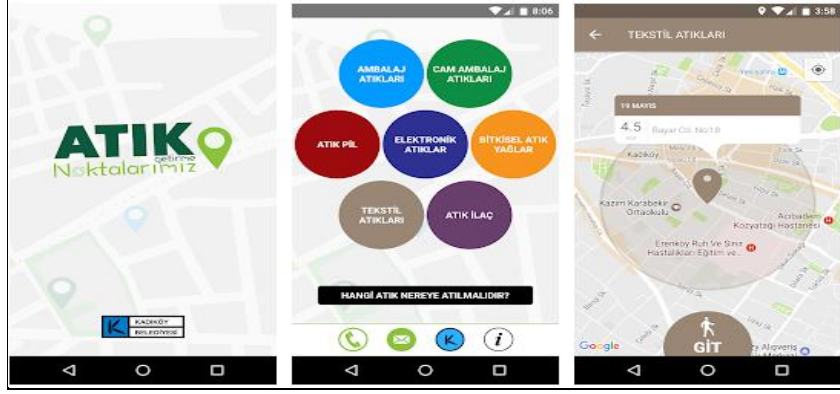 ATIK
getirme
Noktalarımız
KADIKÖY
BELEDİYESİ
8:06
AMBALAJ
ATIKLARI
CAM AMBALAJ
ATIKLARI
ATIK PİL
ELEKTRONİK
ATIKLAR
BİTKİSEL ATIK
YAĞLAR
TEKSTİL
ATIKLARI
ATIK İLAÇ
HANGİ ATIK NEREYE ATILMALIDIR?
K
i
3:58
TEKSTİL ATIKLARI
19 MAYIS
4.5
Bayar Cd. No:18
Kadıköy
Kazım Karabekir
Ortaokulu
Acıbadem
Kozyatağı Hastanesi
Erenköy Ruh Ve Sinir
Hastalıkları Eğitim ve...
GİT
Google